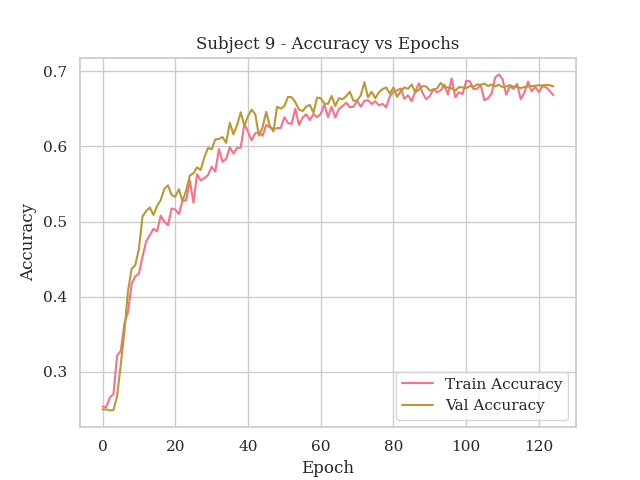 Subject 9 - Accuracy vs Epochs
0.7
0.6
0.5
0.4
0.3
Accuracy
Train Accuracy
Val Accuracy
0 20 40 60 80 100 120
Epoch